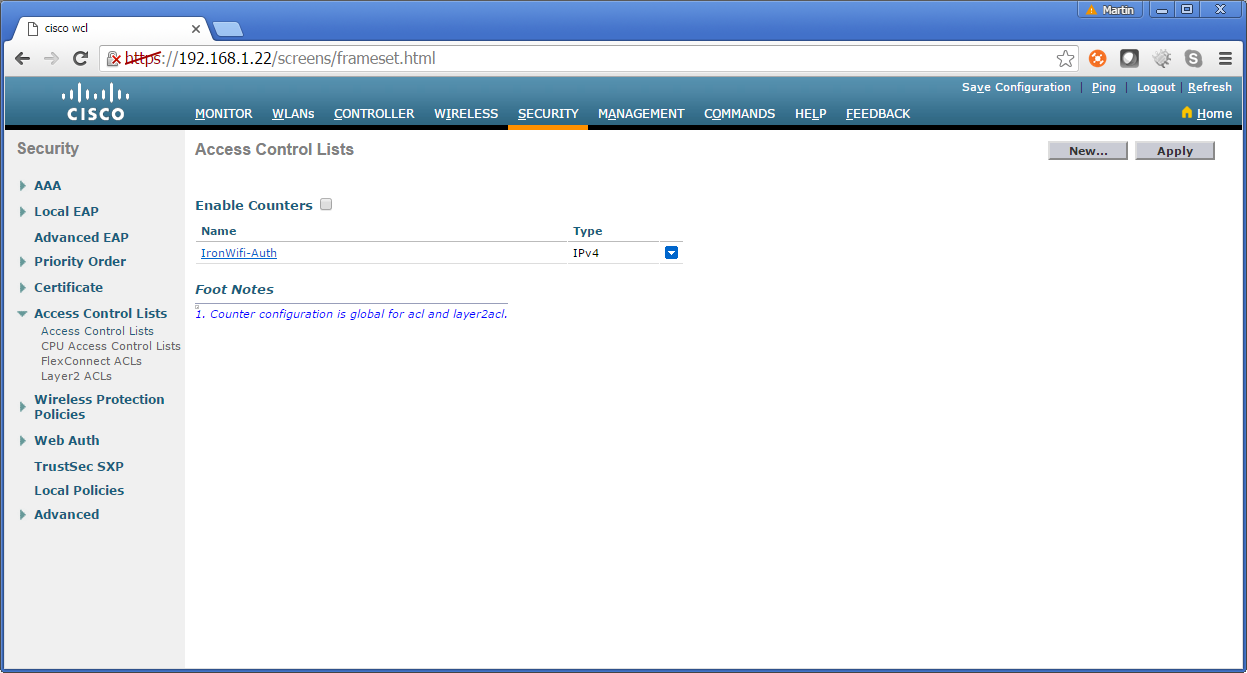 Martin
cisco wcl
https://192.168.1.22/screens/frameset.html
Save Configuration | Ping | Logout | Refresh
CISCO
MONITOR WLANs CONTROLLER WIRELESS SECURITY MANAGEMENT COMMANDS HELP FEEDBACK
Home
Security
Access Control Lists
New...
Apply
AAA
Local EAP
Advanced EAP
Priority Order
Certificate
Access Control Lists
Access Control Lists
CPU Access Control Lists
FlexConnect ACLs
Layer2 ACLs
Wireless Protection
Policies
Web Auth
TrustSec SXP
Local Policies
Advanced
Enable Counters
Name Type
IronWifi-Auth IPv4
Foot Notes
1. Counter configuration is global for acl and layer2acl.